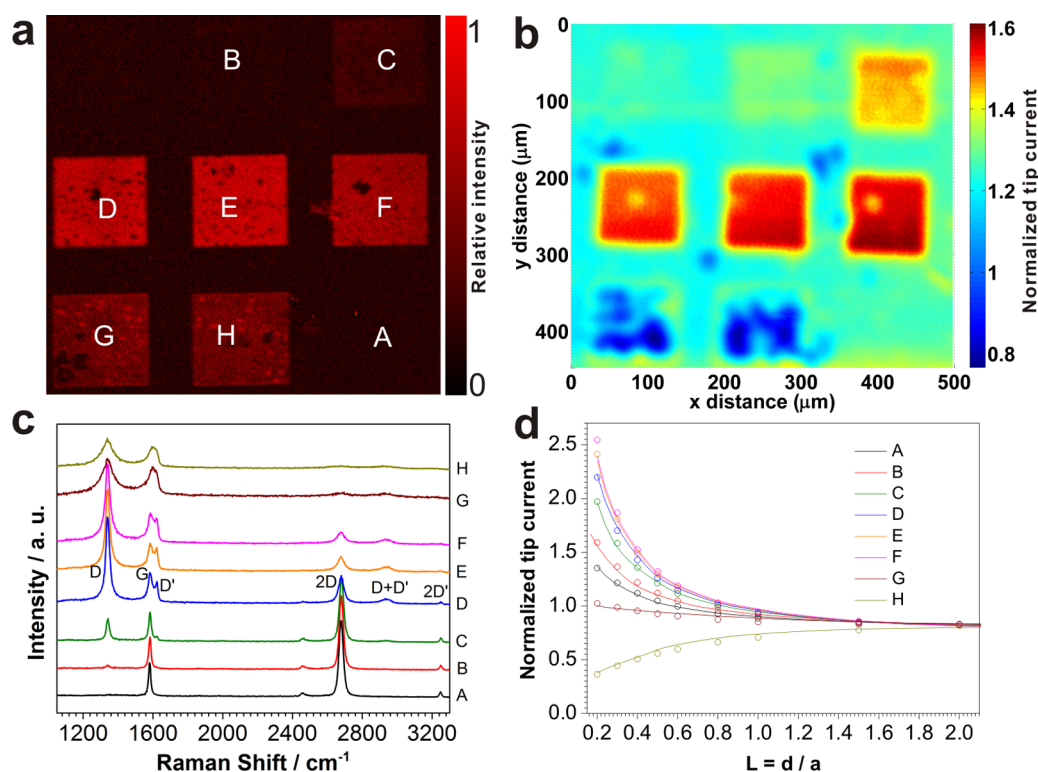 a
B
C
D
E
F
G
H
A
1
Relative intensity
0
b
0
100
200
300
400
y distance (μm)
0
100
200
300
400
500
x distance (μm)
1.6
1.4
1.2
1
0.8
Normalized tip current
c
H
G
F
E
D
C
B
A
D
G
D'
2D
D+D'
2D'
Intensity / a. u.
1200
1600
2000
2400
2800
3200
Raman Shift / cm⁻¹
d
A
B
C
D
E
F
G
H
2.5
2.0
1.5
1.0
0.5
0.0
Normalized tip current
0.2 0.4 0.6 0.8 1.0 1.2 1.4 1.6 1.8 2.0
L = d / a